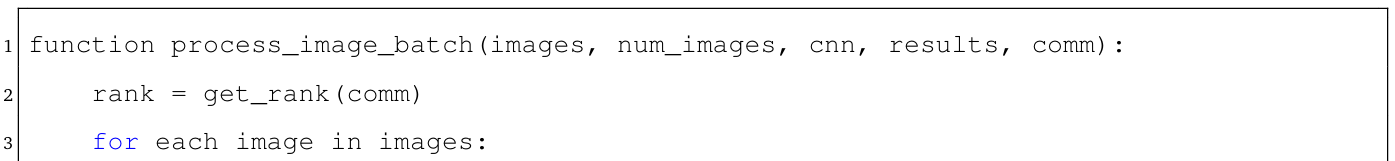 1 function process_image_batch(images, num_images, cnn, results, comm):
2     rank = get_rank(comm)
3     for each image in images: